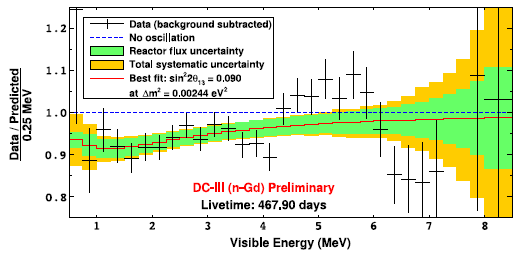 Data / Predicted
0.25 MeV
1.2
1.0
1.0
0.9
0.8
Data (background subtracted)
No oscillation
Reactor flux uncertainty
Total systematic uncertainty
Best fit: sin²2θ₁₃ = 0.090
at Δm² = 0.00244 eV²
DC-III (n-Gd) Preliminary
Livetime: 467.90 days
1 2 3 4 5 6 7 8
Visible Energy (MeV)